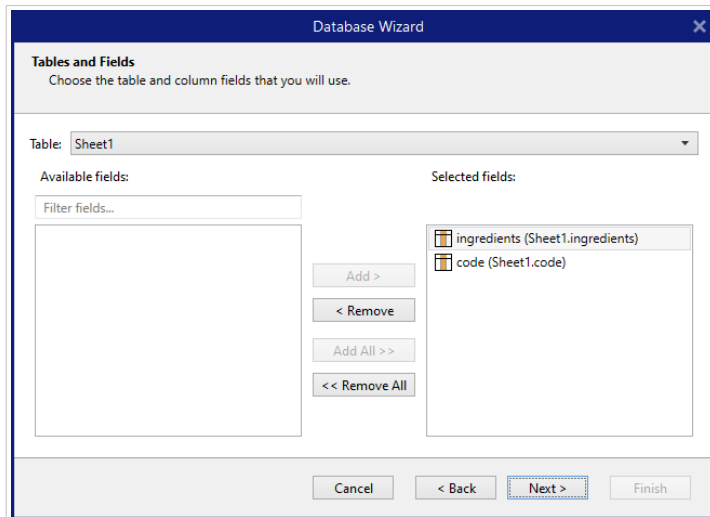 Database Wizard
Tables and Fields
Choose the table and column fields that you will use.
Table: Sheet1
Available fields:
Selected fields:
Filter fields...
ingredients (Sheet1.ingredients)
code (Sheet1.code)
Add >
< Remove
Add All >>
<< Remove All
Cancel
< Back
Next >
Finish